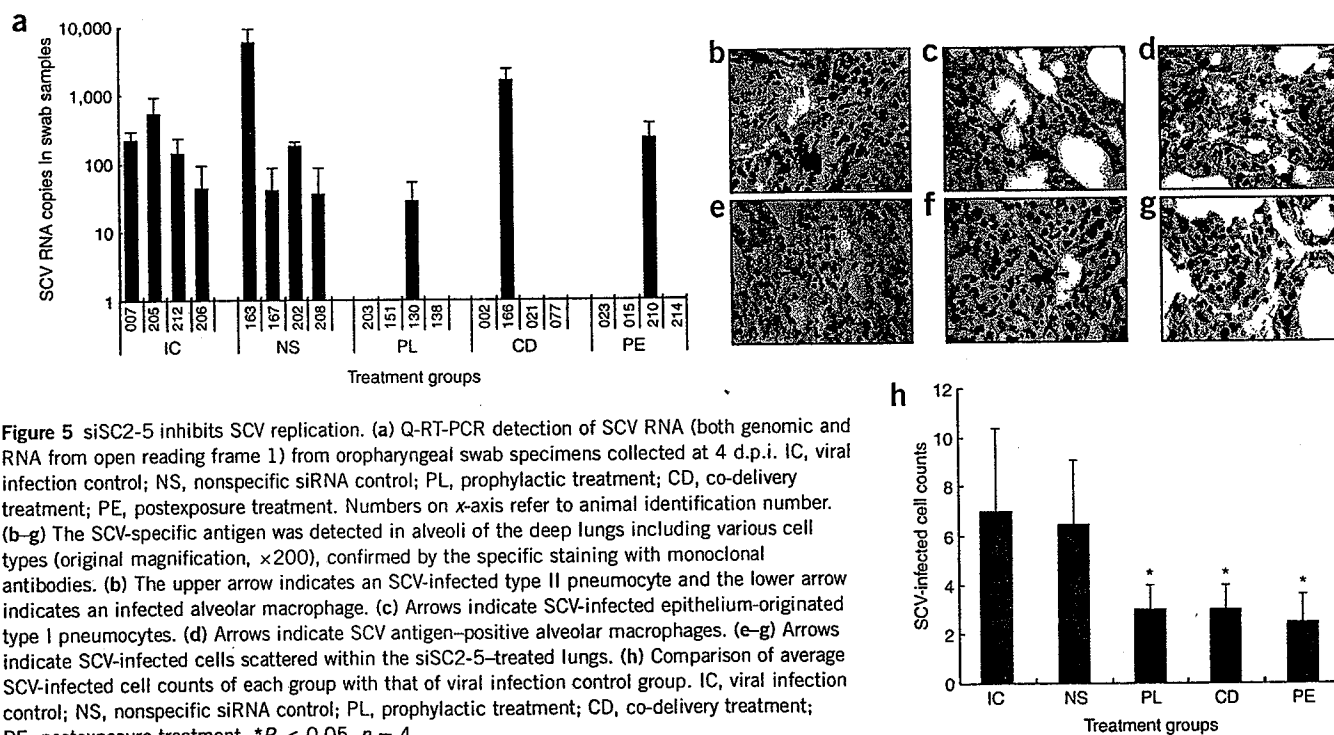 a
10,000
1,000
100
10
1
SCV RNA copies in swab samples
007 205 212 206 163 167 202 208 203 151 130 138 002 166 021 077 023 015 210 214
IC NS PL CD PE
Treatment groups
b c d
e f g
Figure 5 siSC2-5 inhibits SCV replication. (a) Q-RT-PCR detection of SCV RNA (both genomic and
RNA from open reading frame 1) from oropharyngeal swab specimens collected at 4 d.p.i. IC, viral
infection control; NS, nonspecific siRNA control; PL, prophylactic treatment; CD, co-delivery
treatment; PE, postexposure treatment. Numbers on x-axis refer to animal identification number.
(b–g) The SCV-specific antigen was detected in alveoli of the deep lungs including various cell
types (original magnification, ×200), confirmed by the specific staining with monoclonal
antibodies. (b) The upper arrow indicates an SCV-infected type II pneumocyte and the lower arrow
indicates an infected alveolar macrophage. (c) Arrows indicate SCV-infected epithelium-originated
type I pneumocytes. (d) Arrows indicate SCV antigen–positive alveolar macrophages. (e–g) Arrows
indicate SCV-infected cells scattered within the siSC2-5–treated lungs. (h) Comparison of average
SCV-infected cell counts of each group with that of viral infection control group. IC, viral infection
control; NS, nonspecific siRNA control; PL, prophylactic treatment; CD, co-delivery treatment;
PE, postexposure treatment. *P < 0.05, n = 4.
h
12
10
8
6
4
2
0
SCV-infected cell counts
* * *
IC NS PL CD PE
Treatment groups